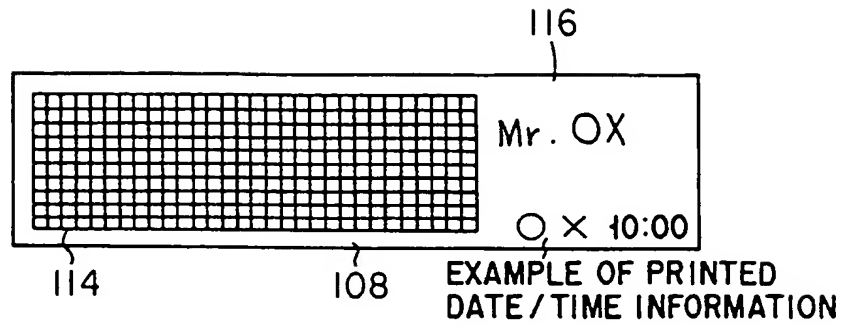 116
Mr. OX
O X 10:00
114
108
EXAMPLE OF PRINTED
DATE/TIME INFORMATION